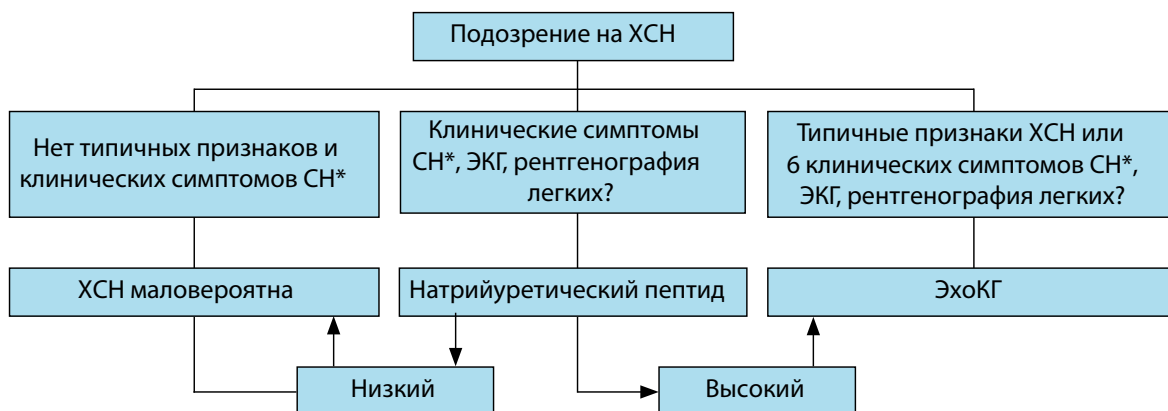 Подозрение на ХСН
Нет типичных признаков и
клинических симптомов СН*
Клинические симптомы
СН*, ЭКГ, рентгенография
легких?
Типичные признаки ХСН или
6 клинических симптомов СН*,
ЭКГ, рентгенография легких?
ХСН маловероятна
Натрийуретический пептид
ЭхоКГ
Низкий
Высокий